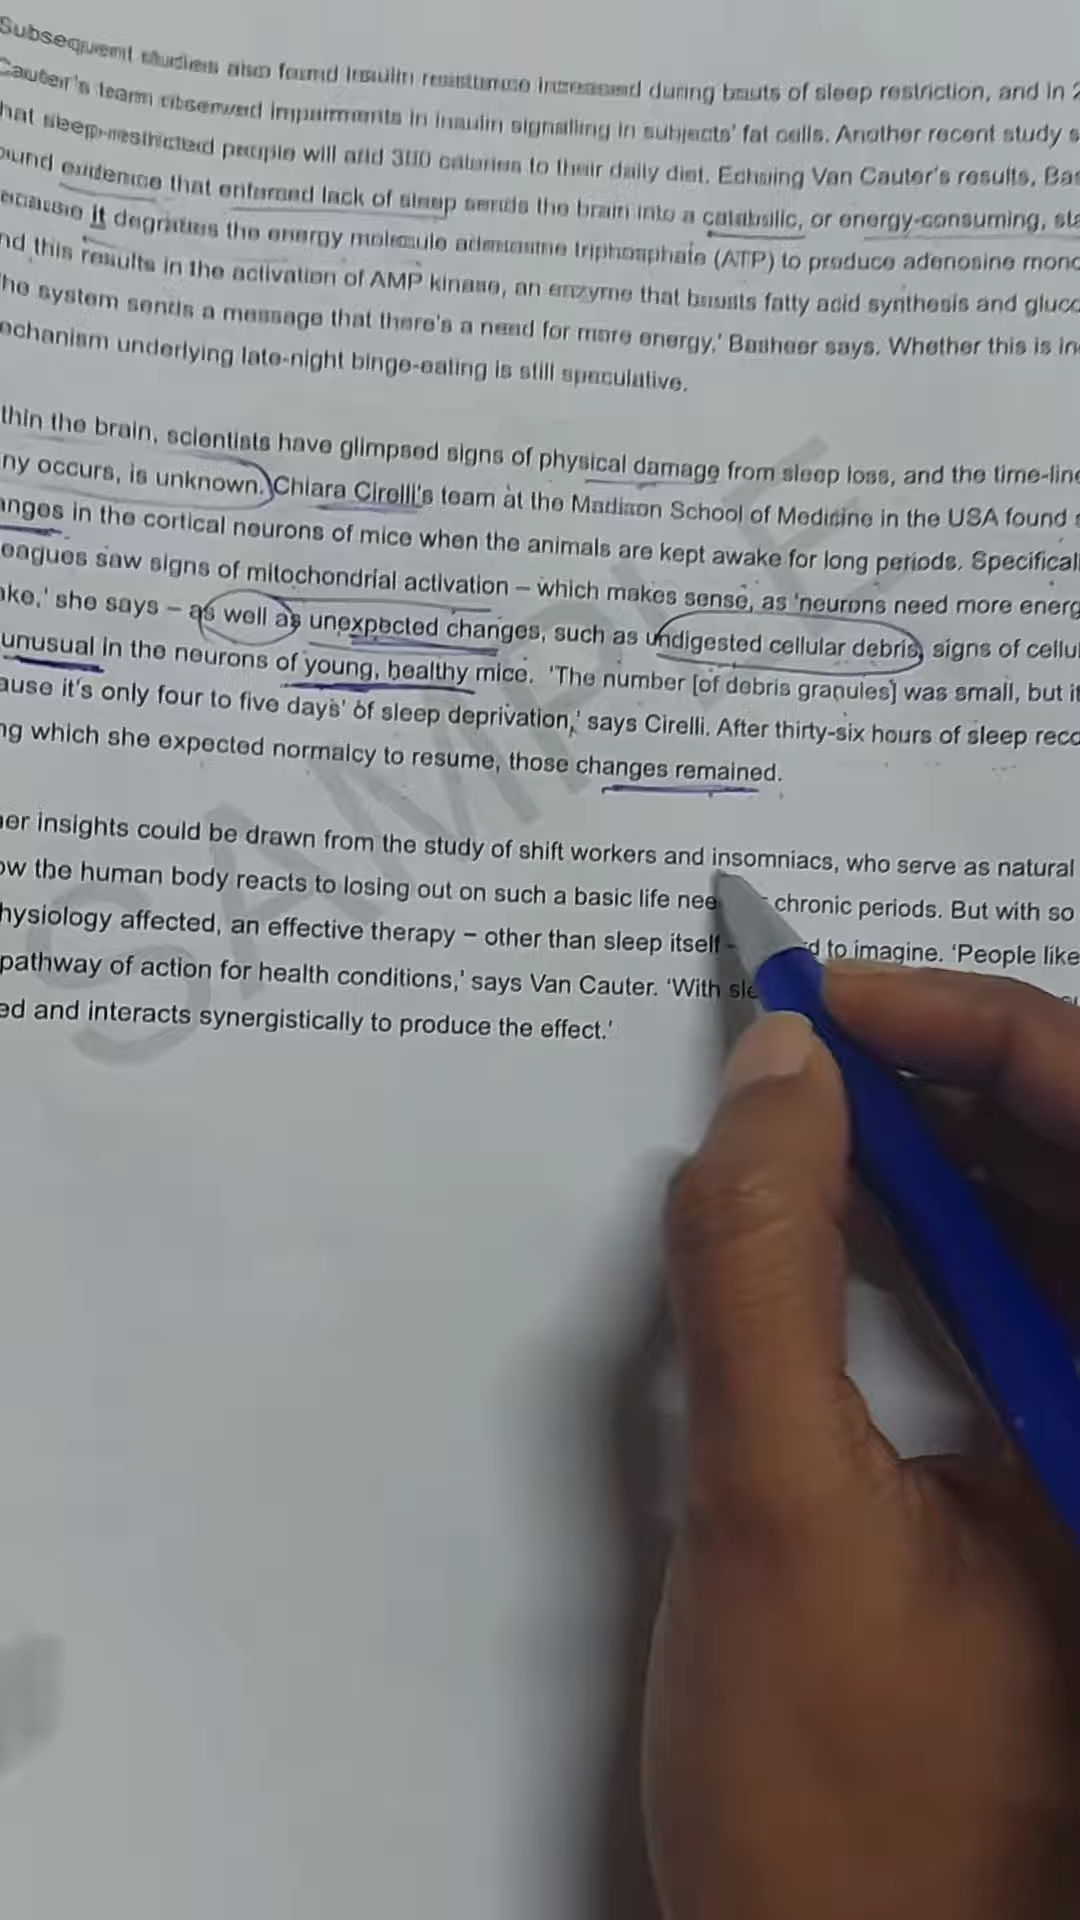 Subsequent studies also found insulin resistance increased during bouts of sleep restriction, and in 2
Cauter's team observed impairments in insulin signalling in subjects' fat cells. Another recent study s
hat sleep-restricted people will add 300 calories to their daily diet. Echoing Van Cauter's results, Bas
ound evidence that enforced lack of sleep sends the brain into a catabolic, or energy-consuming, sta
ecause it degrades the energy molecule adenosine triphosphate (ATP) to produce adenosine mono
nd this results in the activation of AMP kinase, an enzyme that boosts fatty acid synthesis and gluco
he system sends a message that there's a need for more energy,' Basheer says. Whether this is in
echanism underlying late-night binge-eating is still speculative.
thin the brain, scientists have glimpsed signs of physical damage from sleep loss, and the time-line
ny occurs, is unknown. Chiara Cirelli's team at the Madison School of Medicine in the USA found s
anges in the cortical neurons of mice when the animals are kept awake for long periods. Specifical
eagues saw signs of mitochondrial activation – which makes sense, as 'neurons need more energ
ake,' she says – as well as unexpected changes, such as undigested cellular debris, signs of cellu
unusual in the neurons of young, healthy mice. 'The number [of debris granules] was small, but it
ause it's only four to five days' of sleep deprivation,' says Cirelli. After thirty-six hours of sleep reco
ng which she expected normalcy to resume, those changes remained.
her insights could be drawn from the study of shift workers and insomniacs, who serve as natural
ow the human body reacts to losing out on such a basic life nee chronic periods. But with so
hysiology affected, an effective therapy – other than sleep itself – d to imagine. 'People like
pathway of action for health conditions,' says Van Cauter. 'With sle
ed and interacts synergistically to produce the effect.'
SAMPLE